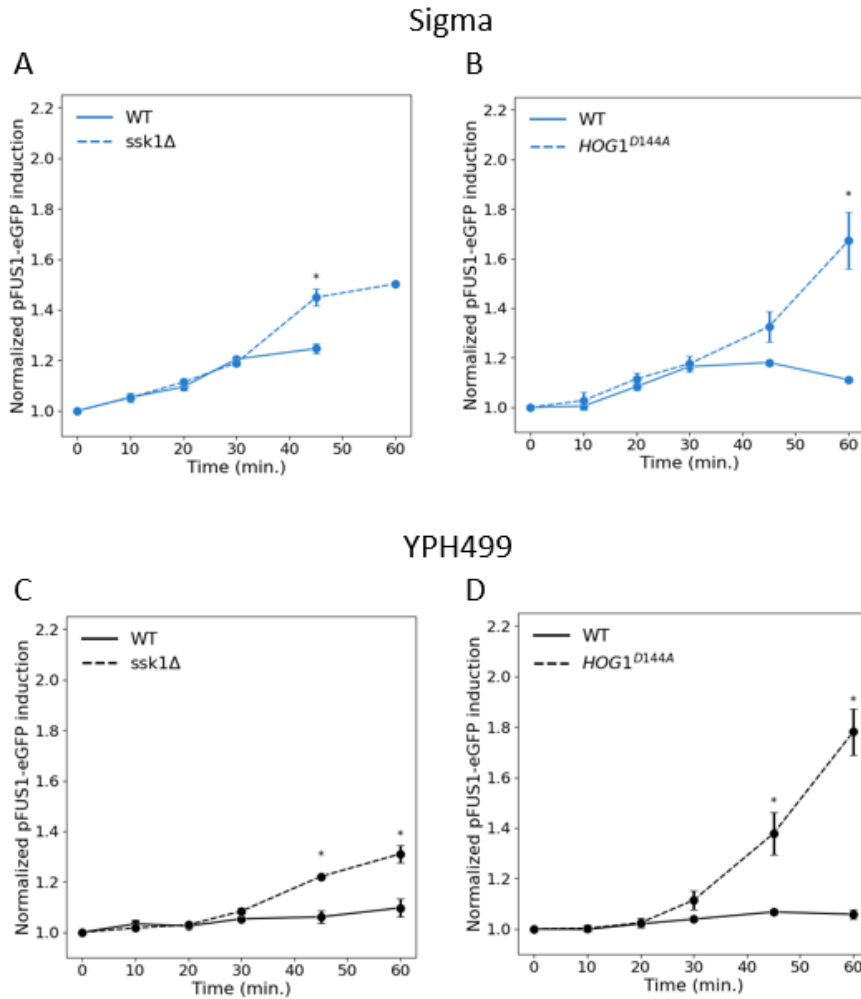 Sigma
A
WT
ssk1Δ
*
Normalized pFUS1-eGFP induction
2.2
2.0
1.8
1.6
1.4
1.2
1.0
0 10 20 30 40 50 60
Time (min.)
B
WT
HOG1D144A
*
Normalized pFUS1-eGFP induction
2.2
2.0
1.8
1.6
1.4
1.2
1.0
0 10 20 30 40 50 60
Time (min.)
YPH499
C
WT
ssk1Δ
* *
Normalized pFUS1-eGFP induction
2.2
2.0
1.8
1.6
1.4
1.2
1.0
0 10 20 30 40 50 60
Time (min.)
D
WT
HOG1D144A
*
*
Normalized pFUS1-eGFP induction
2.2
2.0
1.8
1.6
1.4
1.2
1.0
0 10 20 30 40 50 60
Time (min.)